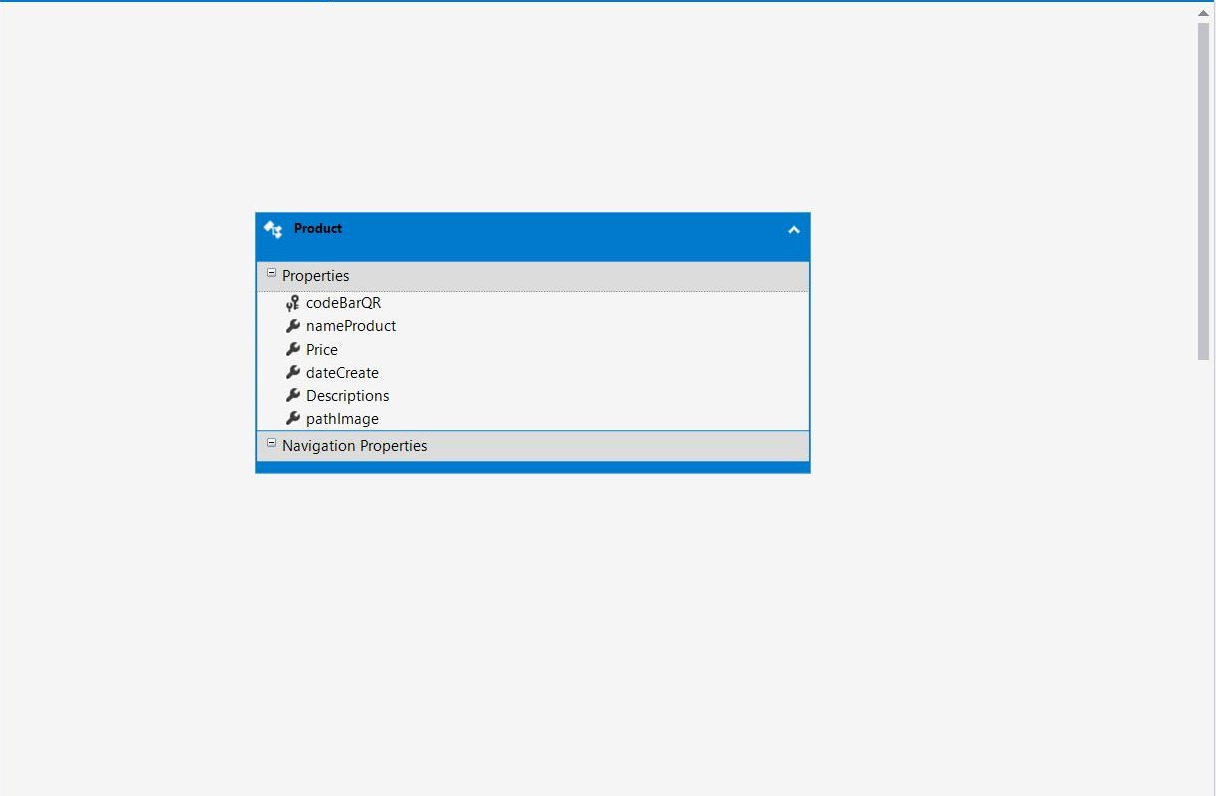 Product
Properties
codeBarQR
nameProduct
Price
dateCreate
Descriptions
pathImage
Navigation Properties